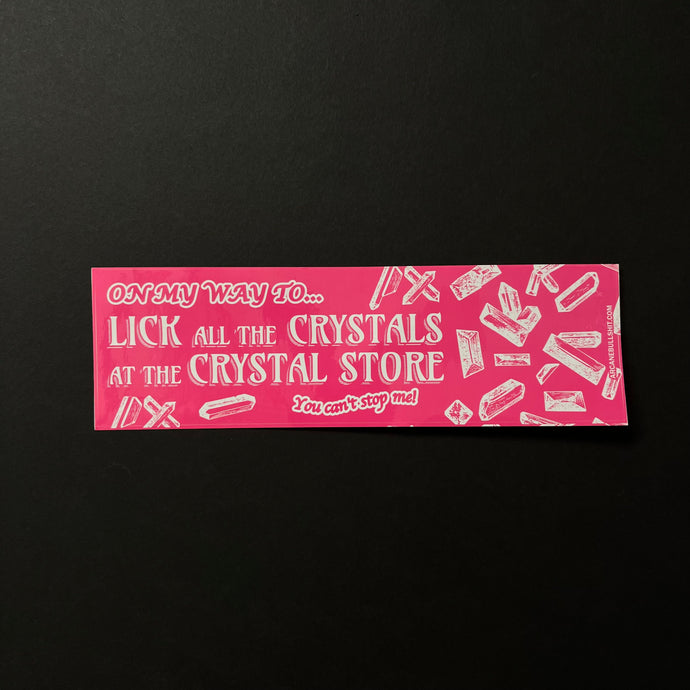 ON MY WAY TO...
LICK ALL THE CRYSTALS
AT THE CRYSTAL STORE
You can't stop me!
ARCANEBULLSHIT.COM